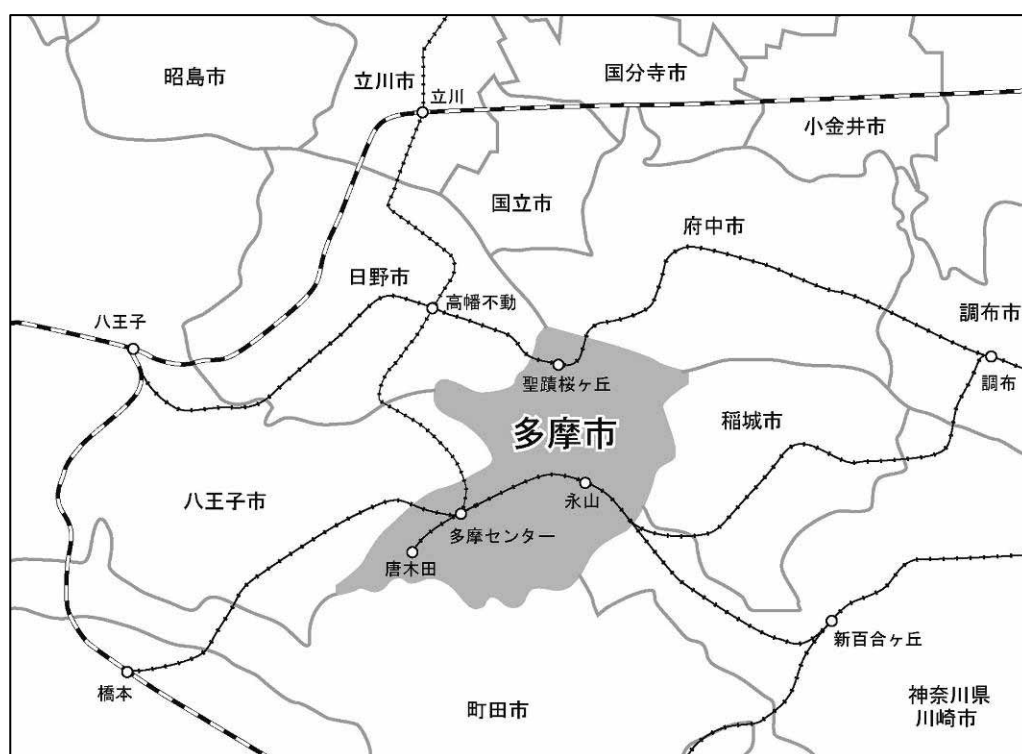 昭島市
立川市
立川
国分寺市
小金井市
国立市
府中市
日野市
高幡不動
八王子
調布市
調布
聖蹟桜ヶ丘
多摩市
稲城市
八王子市
永山
多摩センター
唐木田
新百合ヶ丘
橋本
町田市
神奈川県
川崎市